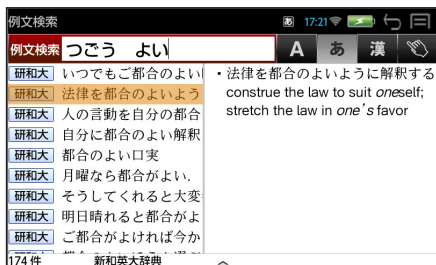 例文検索
あ 17:21
例文検索 つごう　よい
A あ 漢
研和大 いつでもご都合のよい
研和大 法律を都合のよいよう
研和大 人の言動を自分の都合
研和大 自分に都合のよい解釈
研和大 都合のよい口実
研和大 月曜なら都合がよい.
研和大 そうしてくれると大変
研和大 明日晴れると都合がよ
研和大 ご都合がよければ今か
・法律を都合のよいように解釈する
construe the law to suit oneself;
stretch the law in one's favor
174件 新和英大辞典